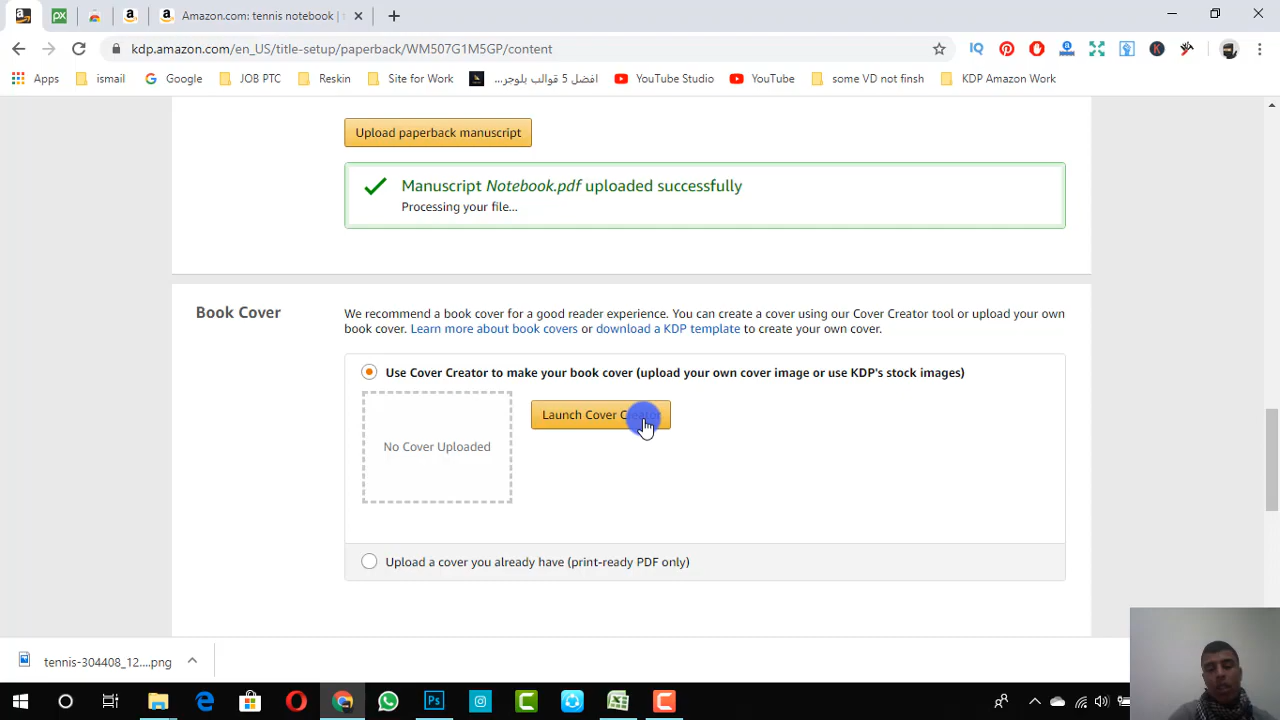 Amazon.com: tennis notebook |
kdp.amazon.com/en_US/title-setup/paperback/WM507G1M5GP/content
Apps
ismail
Google
JOB PTC
Reskin
Site for Work
افضل 5 قوالب بلوجر...
YouTube Studio
YouTube
some VD not finsh
KDP Amazon Work
Upload paperback manuscript
Manuscript Notebook.pdf uploaded successfully
Processing your file...
Book Cover
We recommend a book cover for a good reader experience. You can create a cover using our Cover Creator tool or upload your own
book cover. Learn more about book covers or download a KDP template to create your own cover.
Use Cover Creator to make your book cover (upload your own cover image or use KDP's stock images)
Launch Cover Creator
No Cover Uploaded
Upload a cover you already have (print-ready PDF only)
tennis-304408_12....png